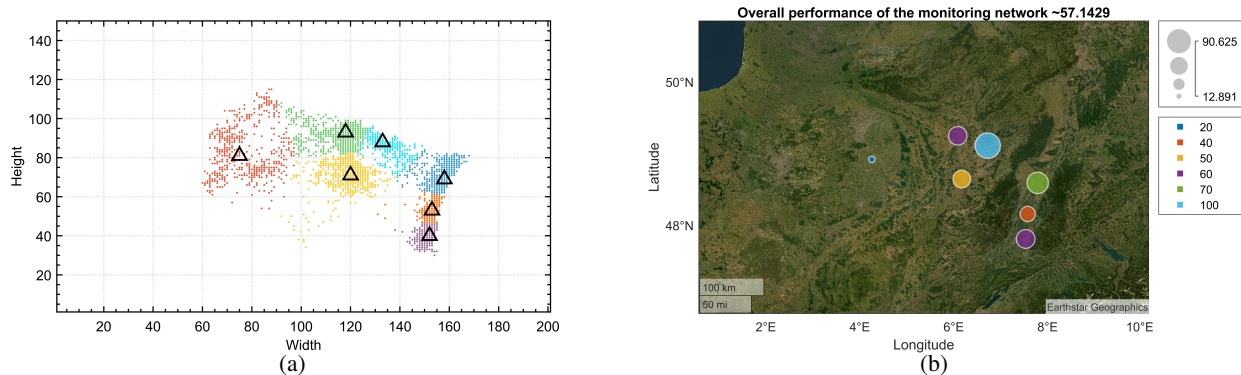 140
120
100
80
60
40
20
Height
20 40 60 80 100 120 140 160 180 200
Width
(a)
Overall performance of the monitoring network ~57.1429
50°N
48°N
Latitude
100 km
50 mi
Earthstar Geographics
2°E 4°E 6°E 8°E 10°E
Longitude
(b)
90.625
12.891
20
40
50
60
70
100